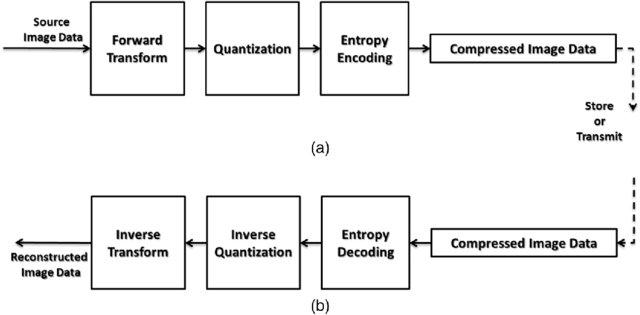 Source
Image Data
Forward
Transform
Quantization
Entropy
Encoding
Compressed Image Data
Store
or
Transmit
(a)
Inverse
Transform
Inverse
Quantization
Entropy
Decoding
Compressed Image Data
Reconstructed
Image Data
(b)